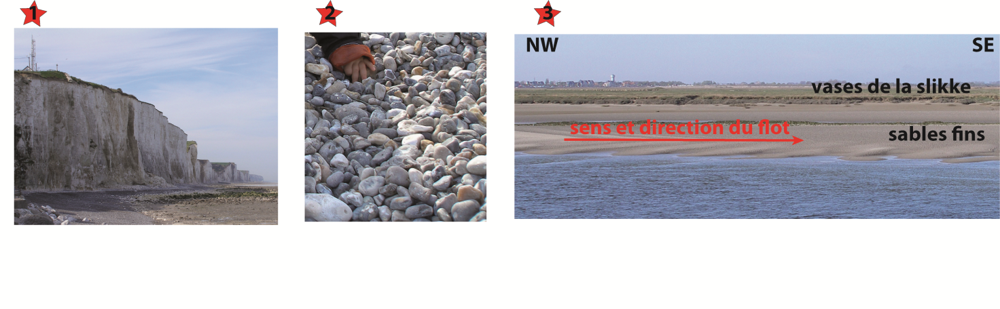 1
2
3
NW
SE
vases de la slikke
sens et direction du flot
sables fins